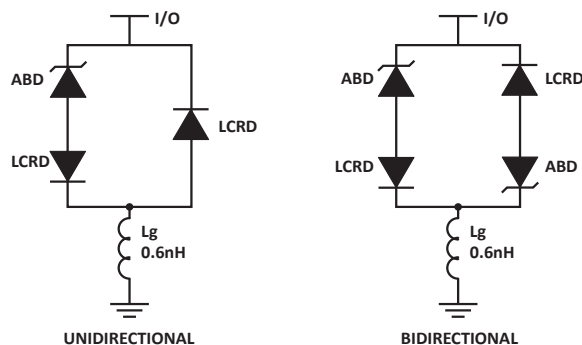 I/O
ABD
LCRD
LCRD
Lg
0.6nH
UNIDIRECTIONAL
I/O
ABD
LCRD
LCRD
ABD
Lg
0.6nH
BIDIRECTIONAL